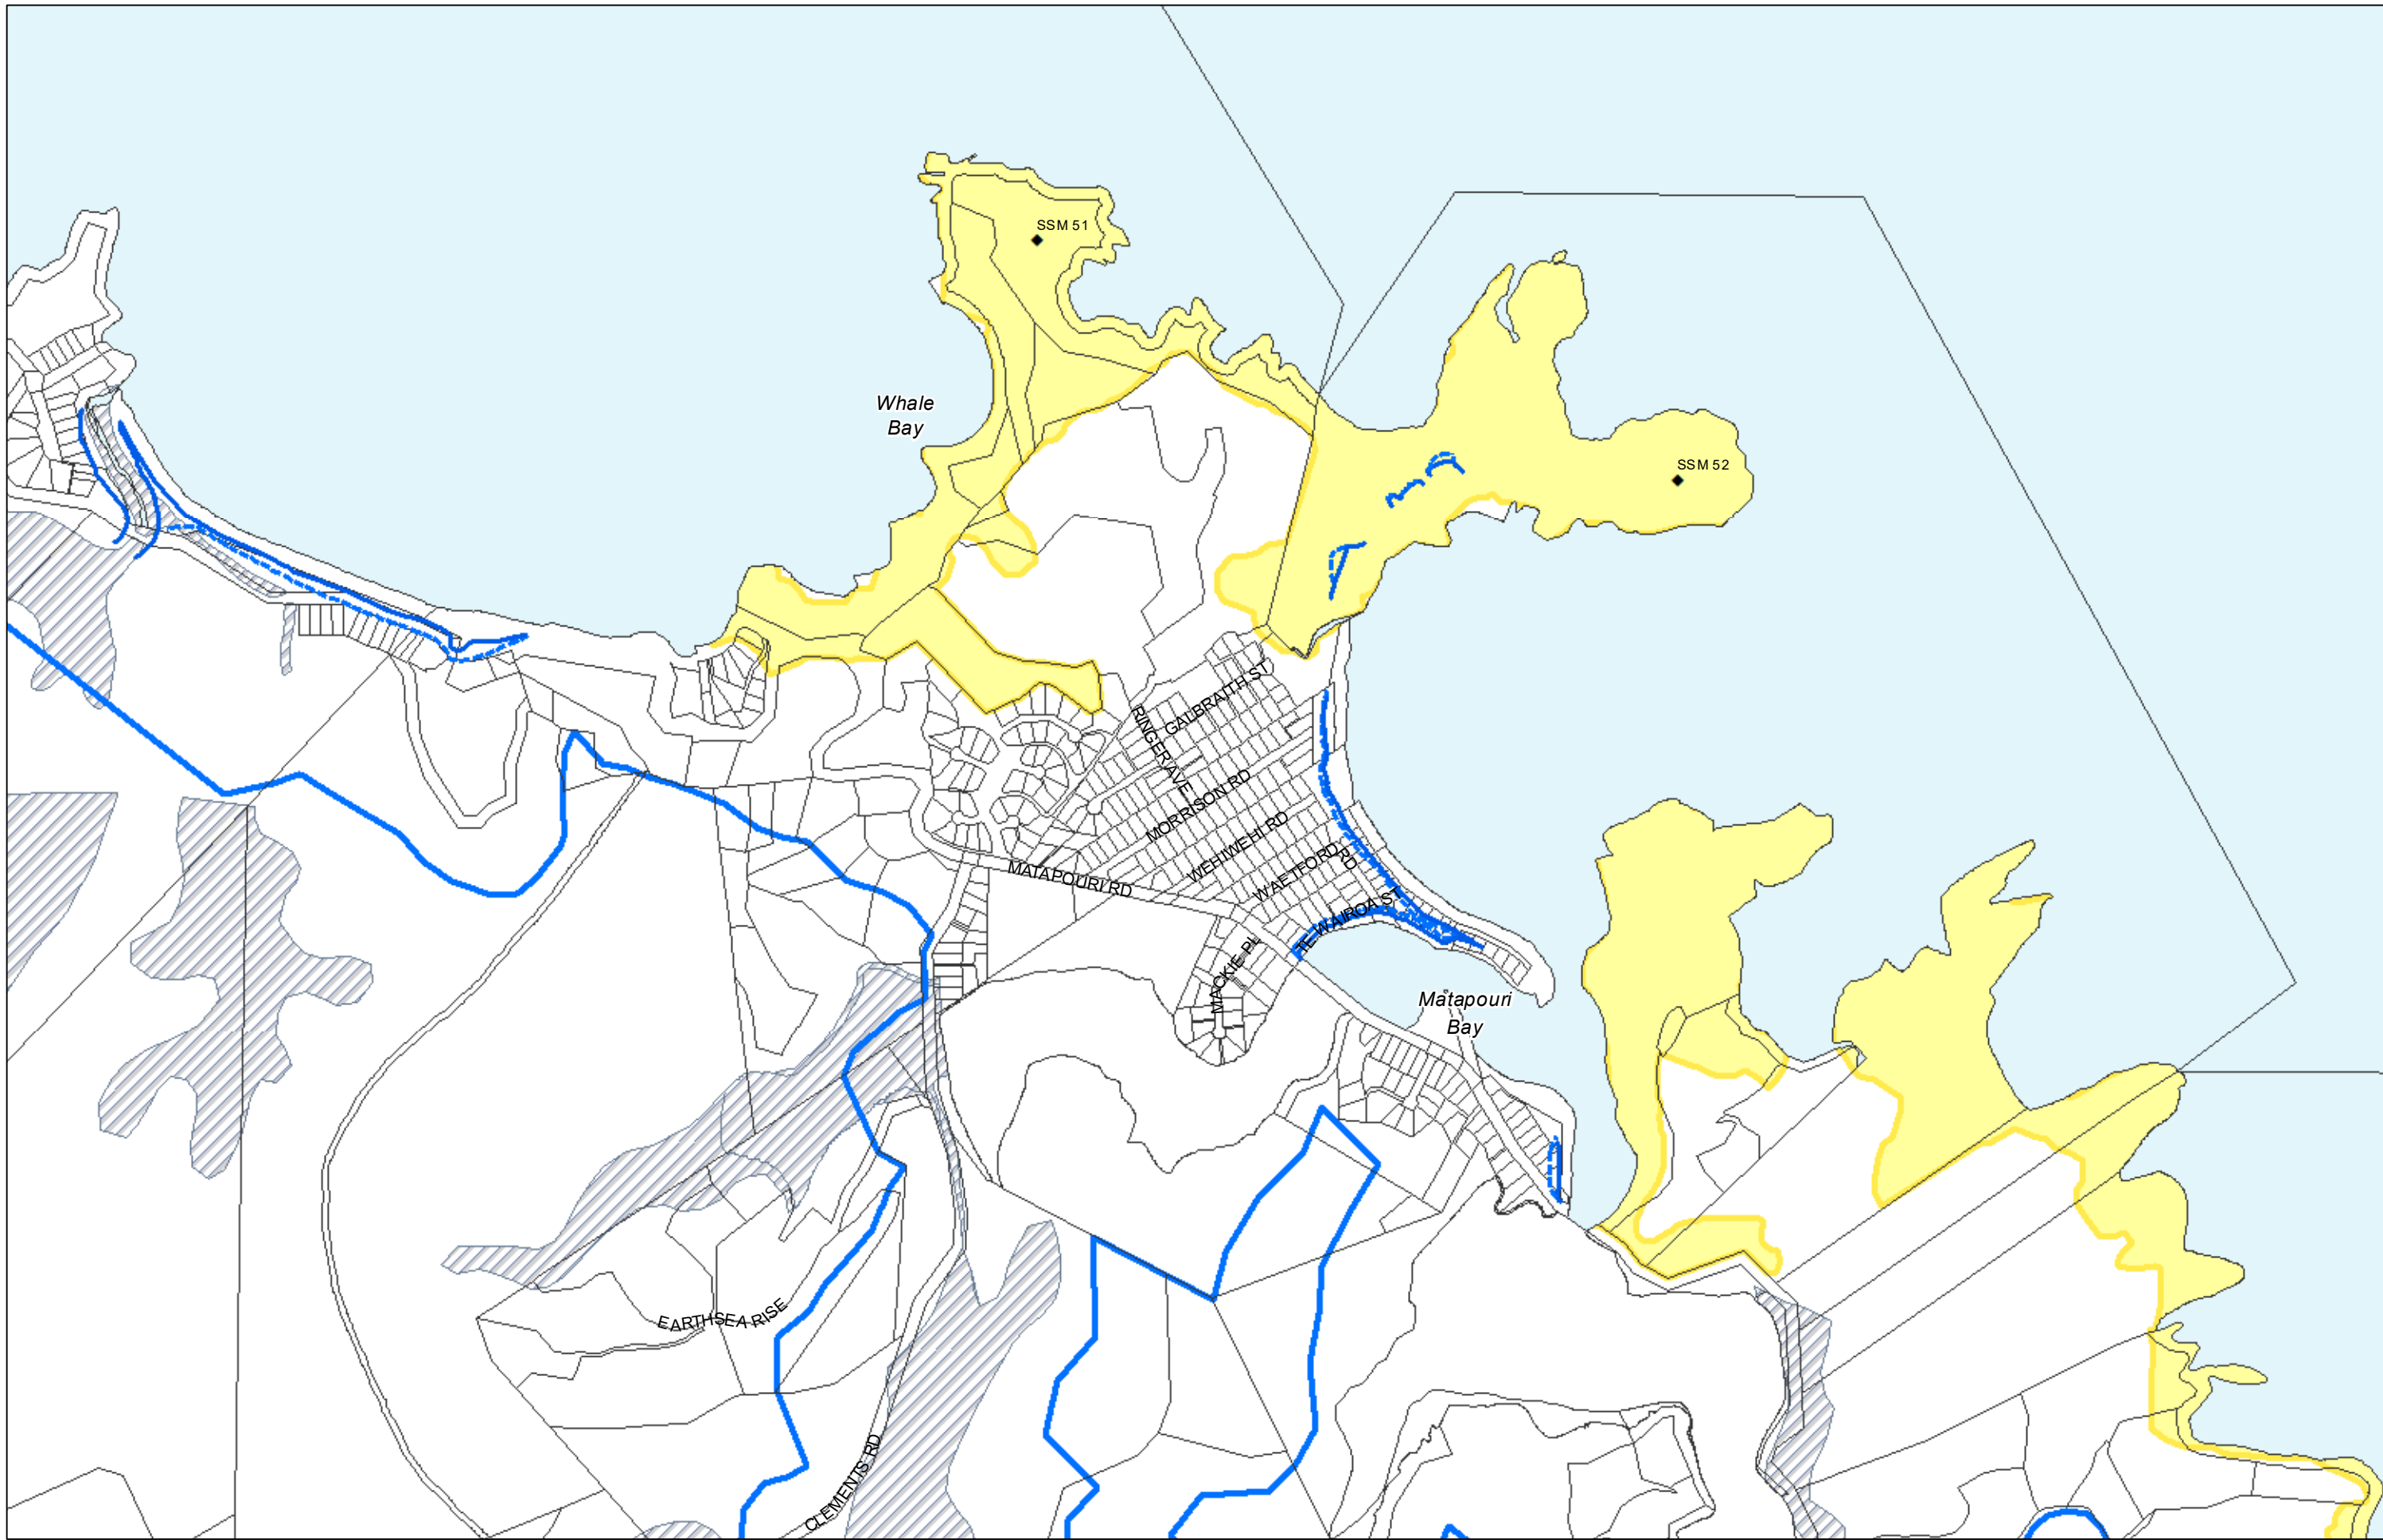 SSM 51
Whale
Bay
SSM 52
GALBRAITH ST
RINGER AVE
MORRISON RD
WEHIWEHI RD
WAETFORD RD
MATAPOURI RD
TE WAIROA ST
MACKIE PL
Matapouri
Bay
EARTHSEA RISE
CLEMENTS RD